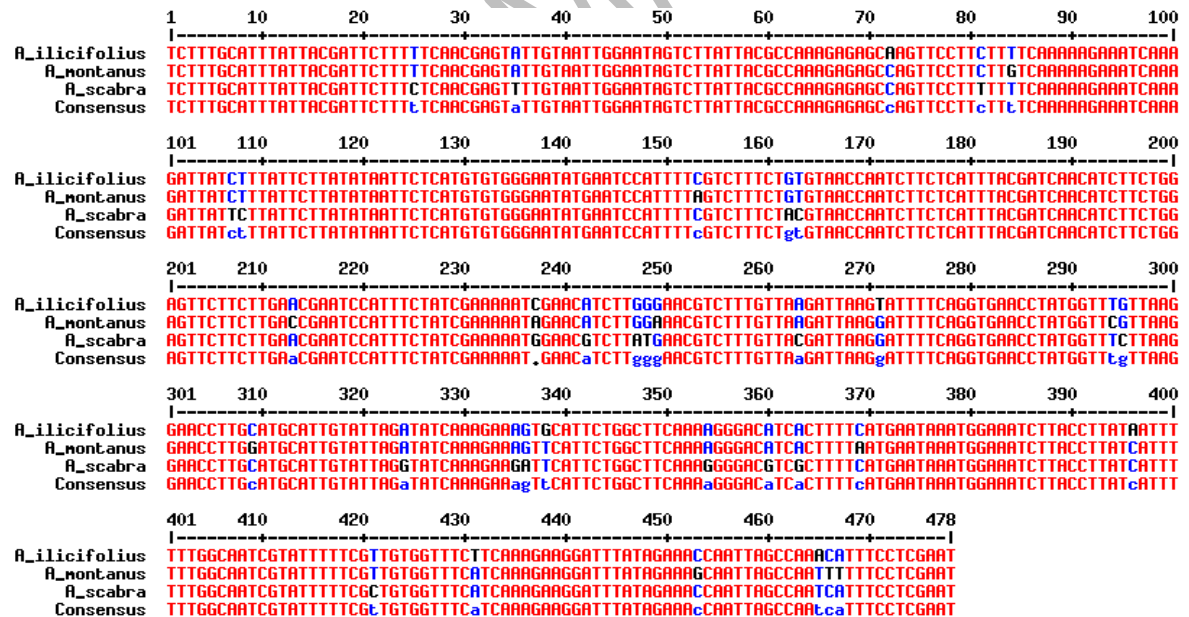 1 10 20 30 40 50 60 70 80 90 100
A_ilicifolius TCTTTGCATTTATTACGATTCTTTTTCAACGAGTATTGTAATTGGAATAGTCTTATTACGCCAAAGAGAGCAAGTTCCTTCTTTTCAAAAAGAAATCAAA
A_montanus TCTTTGCATTTATTACGATTCTTTTTCAACGAGTATTGTAATTGGAATAGTCTTATTACGCCAAAGAGAGCCAGTTCCTTCTTGTCAAAAAGAAATCAAA
A_scabra TCTTTGCATTTATTACGATTCTTTCTCAACGAGTTTTGTAATTGGAATAGTCTTATTACGCCAAAGAGAGCCAGTTCCTTTTTTTCAAAAAGAAATCAAA
Consensus TCTTTGCATTTATTACGATTCTTTtTCAACGAGTaTTGTAATTGGAATAGTCTTATTACGCCAAAGAGAGCcAGTTCCTTcTTtTCAAAAAGAAATCAAA
101 110 120 130 140 150 160 170 180 190 200
A_ilicifolius GATTATCTTTATTCTTATATAATTCTCATGTGTGGGAATATGAATCCATTTTCGTCTTTCTGTGTAACCAATCTTCTCATTTACGATCAACATCTTCTGG
A_montanus GATTATCTTTATTCTTATATAATTCTCATGTGTGGGAATATGAATCCATTTTAGTCTTTCTGTGTAACCAATCTTCTCATTTACGATCAACATCTTCTGG
A_scabra GATTATTCTTATTCTTATATAATTCTCATGTGTGGGAATATGAATCCATTTTCGTCTTTCTACGTAACCAATCTTCTCATTTACGATCAACATCTTCTGG
Consensus GATTATctTTATTCTTATATAATTCTCATGTGTGGGAATATGAATCCATTTTcGTCTTTCTgtGTAACCAATCTTCTCATTTACGATCAACATCTTCTGG
201 210 220 230 240 250 260 270 280 290 300
A_ilicifolius AGTTCTTCTTGAACGAATCCATTTCTATCGAAAAATCGAACATCTTGGGAACGTCTTTGTTAAGATTAAGTATTTTCAGGTGAACCTATGGTTTGTTAAG
A_montanus AGTTCTTCTTGACCGAATCCATTTCTATCGAAAAATAGAACATCTTGGAAACGTCTTTGTTAAGATTAAGGATTTTCAGGTGAACCTATGGTTCGTTAAG
A_scabra AGTTCTTCTTGAACGAATCCATTTCTATCGAAAAATGGAACGTCTTATGAACGTCTTTGTTACGATTAAGGATTTTCAGGTGAACCTATGGTTTCTTAAG
Consensus AGTTCTTCTTGAaCGAATCCATTTCTATCGAAAAAT.GAACaTCTTgggAACGTCTTTGTTAaGATTAAGgATTTTCAGGTGAACCTATGGTTtgTTAAG
301 310 320 330 340 350 360 370 380 390 400
A_ilicifolius GAACCTTGCATGCATTGTATTAGATATCAAAGAAAGTGCATTCTGGCTTCAAAAGGGACATCACTTTTCATGAATAAATGGAAATCTTACCTTATAATTT
A_montanus GAACCTTGGATGCATTGTATTAGATATCAAAGAAAGTTCATTCTGGCTTCAAAAGGGACATCACTTTTAATGAATAAATGGAAATCTTACCTTATCATTT
A_scabra GAACCTTGCATGCATTGTATTAGGTATCAAAGAAGATTCATTCTGGCTTCAAAGGGGACGTCGCTTTTCATGAATAAATGGAAATCTTACCTTATCATTT
Consensus GAACCTTGcATGCATTGTATTAGaTATCAAAGAAagTtCATTCTGGCTTCAAAaGGGACaTCaCTTTTcATGAATAAATGGAAATCTTACCTTATcATTT
401 410 420 430 440 450 460 470 478
A_ilicifolius TTTGGCAATCGTATTTTTCGTTGTGGTTTCTTCAAAGAAGGATTTATAGAAACCAATTAGCCAAACATTTCCTCGAAT
A_montanus TTTGGCAATCGTATTTTTCGTTGTGGTTTCATCAAAGAAGGATTTATAGAAAGCAATTAGCCAATTTTTTCCTCGAAT
A_scabra TTTGGCAATCGTATTTTTCGCTGTGGTTTCATCAAAGAAGGATTTATAGAAACCAATTAGCCAATCATTTCCTCGAAT
Consensus TTTGGCAATCGTATTTTTCGtTGTGGTTTCaTCAAAGAAGGATTTATAGAAAcCAATTAGCCAAtcaTTTCCTCGAAT